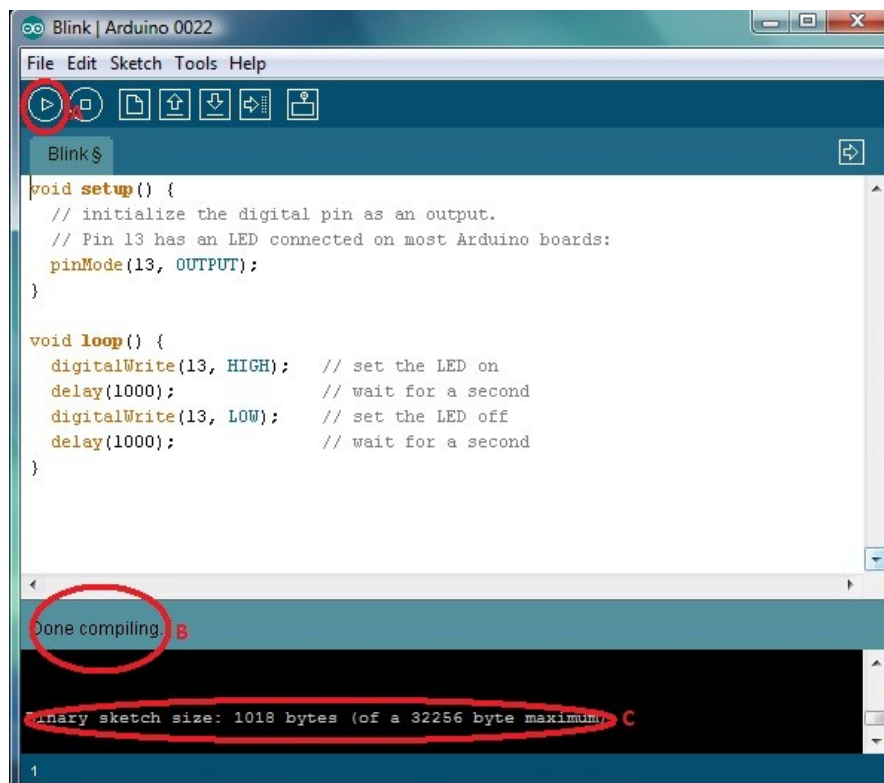 Blink | Arduino 0022
File Edit Sketch Tools Help
A
Blink §
void setup() {
  // initialize the digital pin as an output.
  // Pin 13 has an LED connected on most Arduino boards:
  pinMode(13, OUTPUT);
}
void loop() {
  digitalWrite(13, HIGH);   // set the LED on
  delay(1000);              // wait for a second
  digitalWrite(13, LOW);    // set the LED off
  delay(1000);              // wait for a second
}
Done compiling. B
Binary sketch size: 1018 bytes (of a 32256 byte maximum) C
1